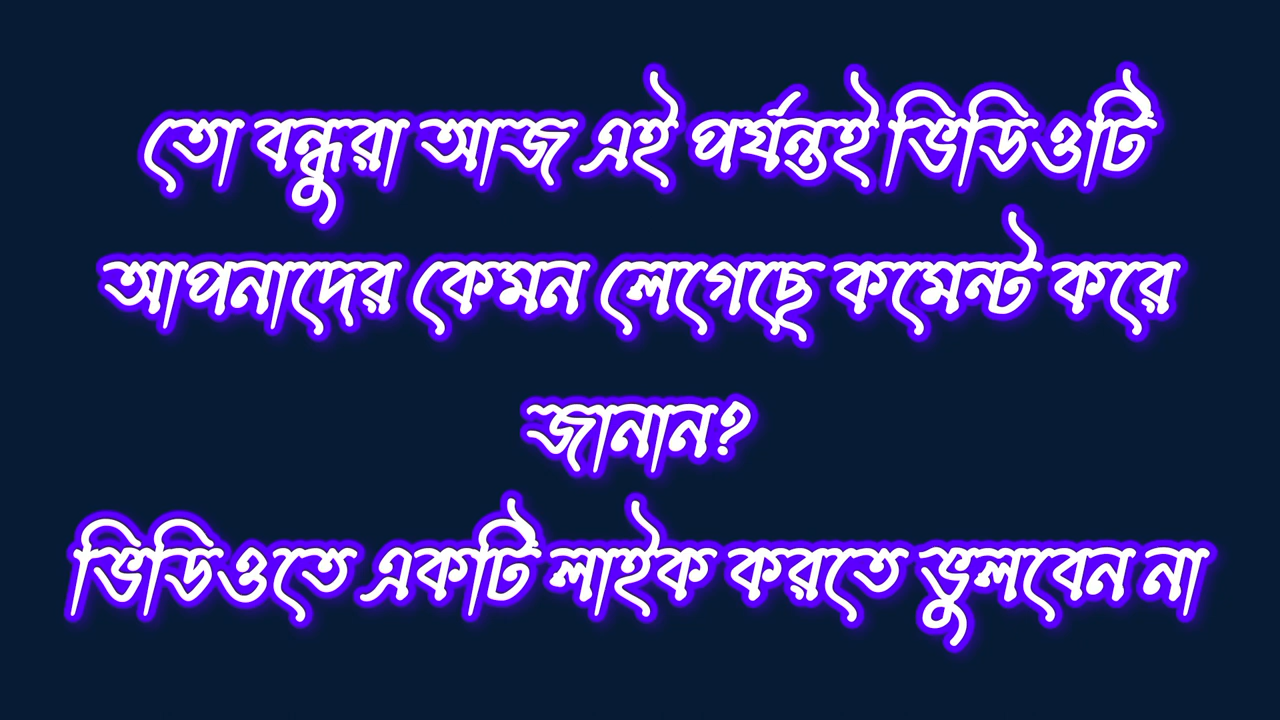 তো বন্ধুরা আজ এই পর্যন্তই ভিডিওটি
আপনাদের কেমন লেগেছে কমেন্ট করে
জানান?
ভিডিওতে একটি লাইক করতে ভুলবেন না